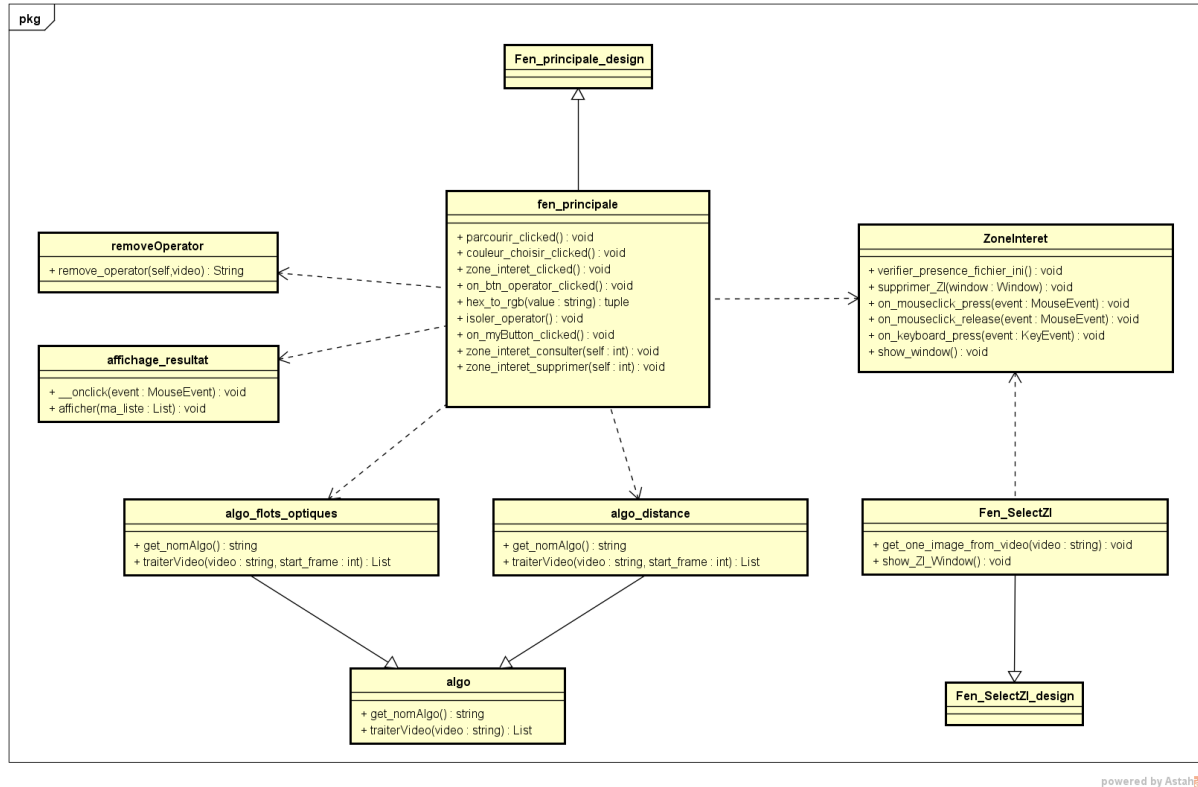 pkg
Fen_principale_design
fen_principale
+ parcourir_clicked() : void
+ couleur_choisir_clicked() : void
+ zone_interet_clicked() : void
+ on_btn_operator_clicked() : void
+ hex_to_rgb(value : string) : tuple
+ isoler_operator() : void
+ on_myButton_clicked() : void
+ zone_interet_consulter(self : int) : void
+ zone_interet_supprimer(self : int) : void
removeOperator
+ remove_operator(self,video) : String
affichage_resultat
+ __onclick(event : MouseEvent) : void
+ afficher(ma_liste : List) : void
ZoneInteret
+ verifier_presence_fichier_ini() : void
+ supprimer_ZI(window : Window) : void
+ on_mouseclick_press(event : MouseEvent) : void
+ on_mouseclick_release(event : MouseEvent) : void
+ on_keyboard_press(event : KeyEvent) : void
+ show_window() : void
algo_flots_optiques
+ get_nomAlgo() : string
+ traiterVideo(video : string, start_frame : int) : List
algo_distance
+ get_nomAlgo() : string
+ traiterVideo(video : string, start_frame : int) : List
Fen_SelectZI
+ get_one_image_from_video(video : string) : void
+ show_ZI_Window() : void
algo
+ get_nomAlgo() : string
+ traiterVideo(video : string) : List
Fen_SelectZI_design
powered by Astah